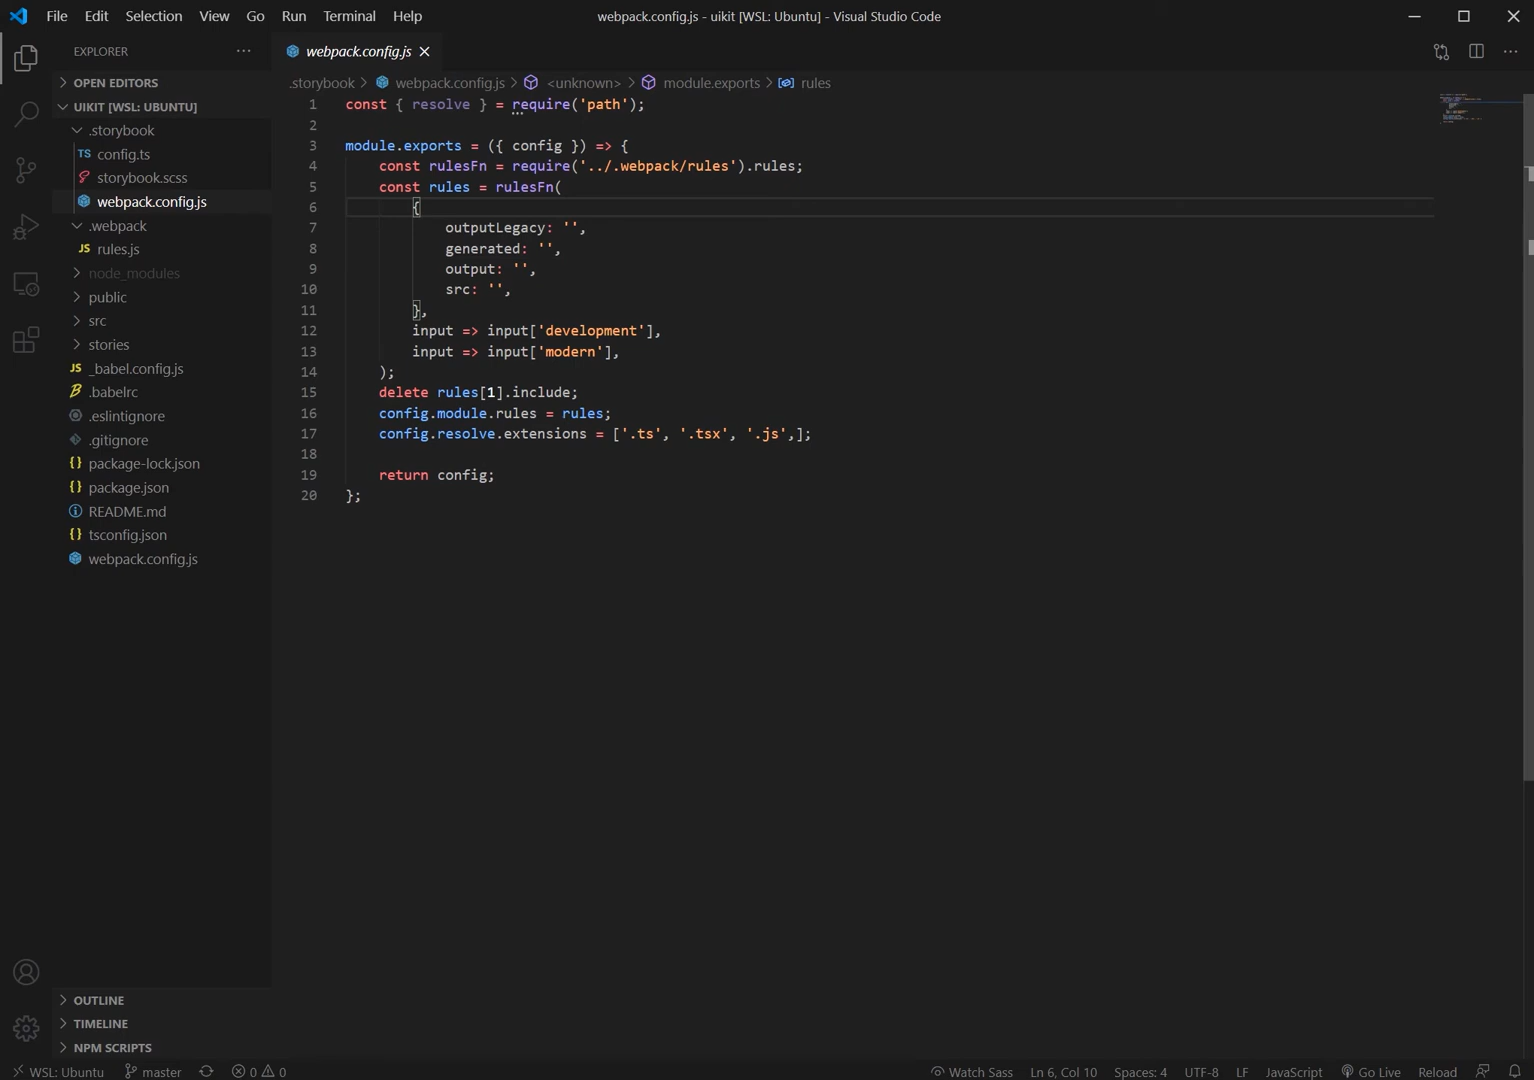 File Edit Selection View Go Run Terminal Help
webpack.config.js - uikit [WSL: Ubuntu] - Visual Studio Code
EXPLORER
OPEN EDITORS
UIKIT [WSL: UBUNTU]
.storybook
TS config.ts
storybook.scss
webpack.config.js
.webpack
JS rules.js
node_modules
public
src
stories
JS _babel.config.js
.babelrc
.eslintignore
.gitignore
{} package-lock.json
{} package.json
README.md
{} tsconfig.json
webpack.config.js
OUTLINE
TIMELINE
NPM SCRIPTS
webpack.config.js
.storybook > webpack.config.js > <unknown> > module.exports > rules
1 const { resolve } = require('path');
2
3 module.exports = ({ config }) => {
4 const rulesFn = require('../.webpack/rules').rules;
5 const rules = rulesFn(
6 {
7 outputLegacy: '',
8 generated: '',
9 output: '',
10 src: '',
11 },
12 input => input['development'],
13 input => input['modern'],
14 );
15 delete rules[1].include;
16 config.module.rules = rules;
17 config.resolve.extensions = ['.ts', '.tsx', '.js',];
18
19 return config;
20 };
WSL: Ubuntu master 0 0 Watch Sass Ln 6, Col 10 Spaces: 4 UTF-8 LF JavaScript Go Live Reload